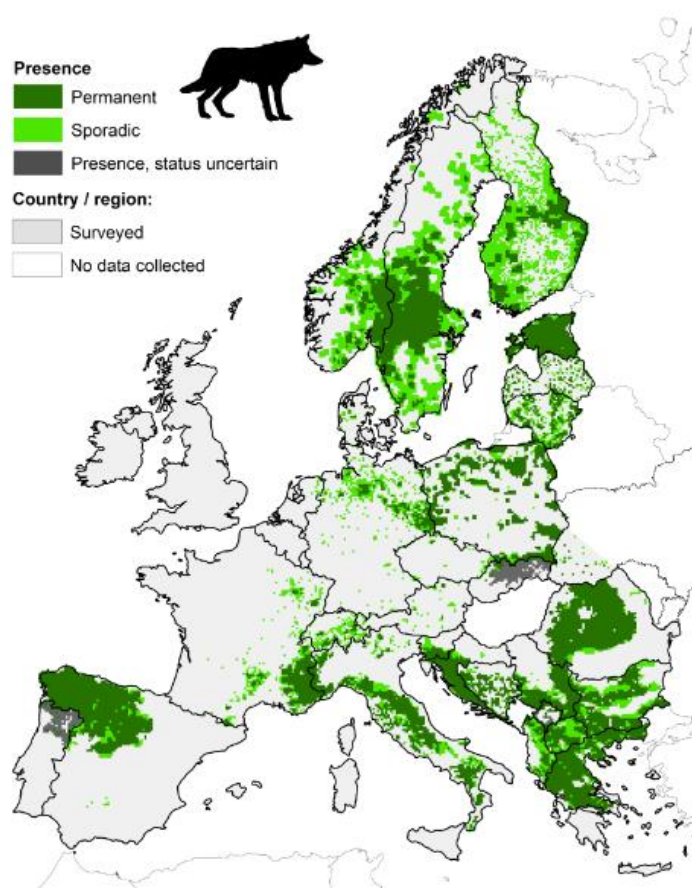 Presence
Permanent
Sporadic
Presence, status uncertain
Country / region:
Surveyed
No data collected